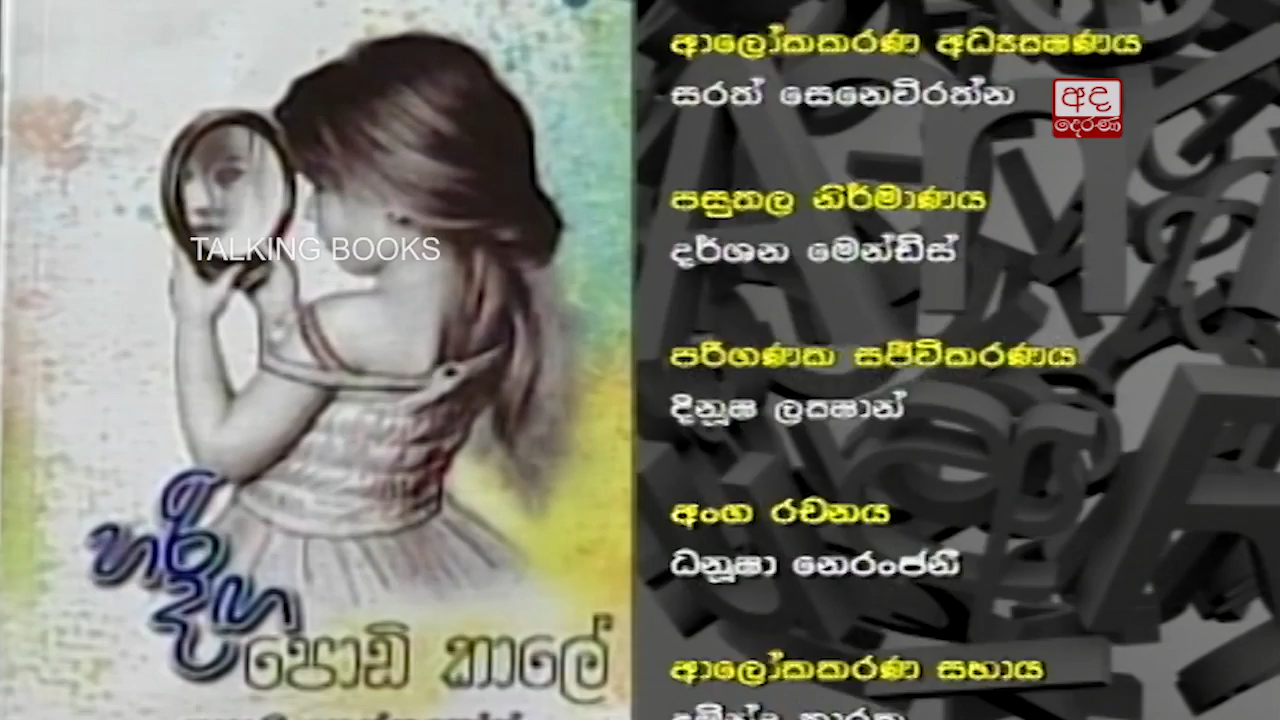 TALKING BOOKS
හරි
දිඟ
පොඩි කාලේ
ආලෝකකරණ අධ්‍යක්ෂණය
සරත් සෙනෙවිරත්න
අද
දෙරණ
පසුතල නිර්මාණය
දර්ශන මෙන්ඩිස්
පරිගණක සජීවිකරණය
දිනූෂ ලක්ෂාන්
අංග රචනය
ධනූෂා නෙරංජනී
ආලෝකකරණ සහාය